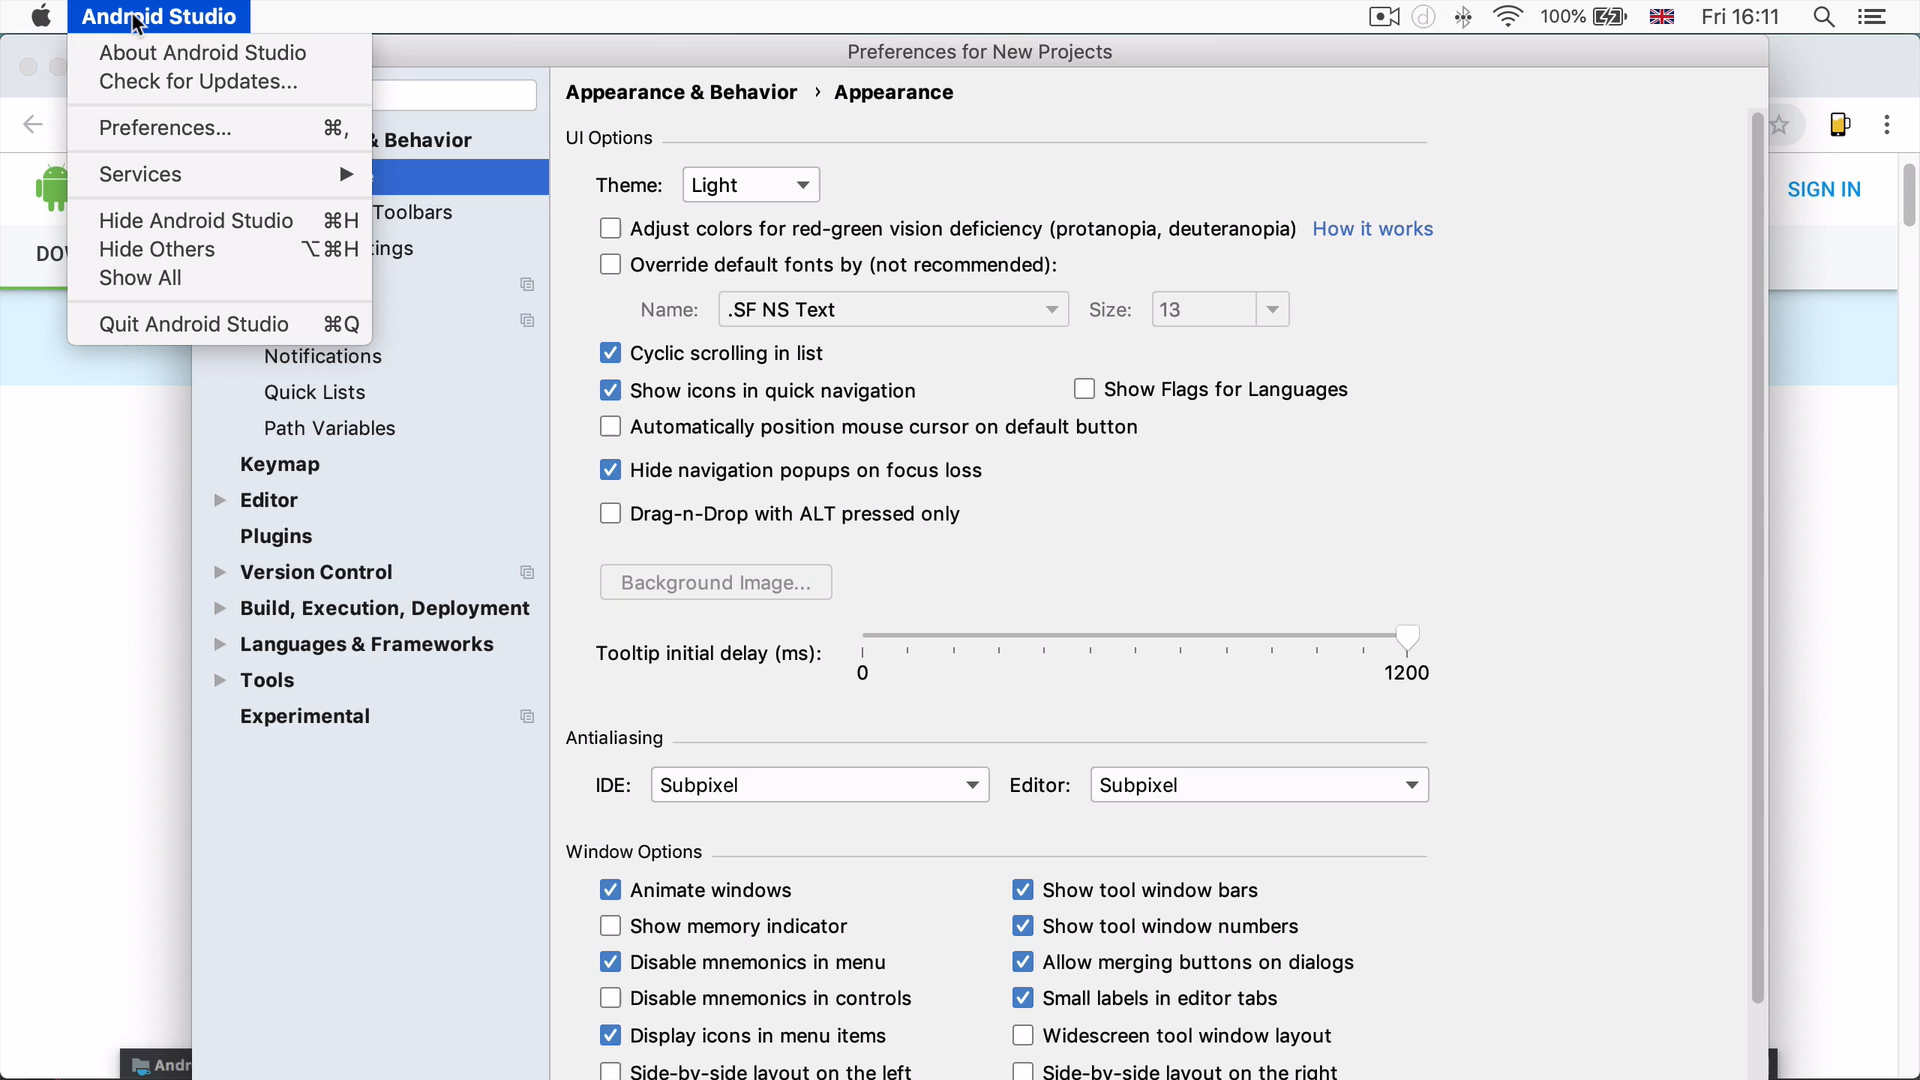 Android Studio
100%
Fri 16:11
About Android Studio
Check for Updates...
Preferences... ⌘,
Services
Hide Android Studio ⌘H
Hide Others ⌥⌘H
Show All
Quit Android Studio ⌘Q
Preferences for New Projects
& Behavior
Toolbars
Notifications
Quick Lists
Path Variables
Keymap
Editor
Plugins
Version Control
Build, Execution, Deployment
Languages & Frameworks
Tools
Experimental
Appearance & Behavior › Appearance
UI Options
Theme: Light
Adjust colors for red-green vision deficiency (protanopia, deuteranopia) How it works
Override default fonts by (not recommended):
Name: .SF NS Text Size: 13
Cyclic scrolling in list
Show icons in quick navigation
Show Flags for Languages
Automatically position mouse cursor on default button
Hide navigation popups on focus loss
Drag-n-Drop with ALT pressed only
Background Image...
Tooltip initial delay (ms):
0 1200
Antialiasing
IDE: Subpixel Editor: Subpixel
Window Options
Animate windows Show tool window bars
Show memory indicator Show tool window numbers
Disable mnemonics in menu Allow merging buttons on dialogs
Disable mnemonics in controls Small labels in editor tabs
Display icons in menu items Widescreen tool window layout
Side-by-side layout on the left Side-by-side layout on the right
SIGN IN